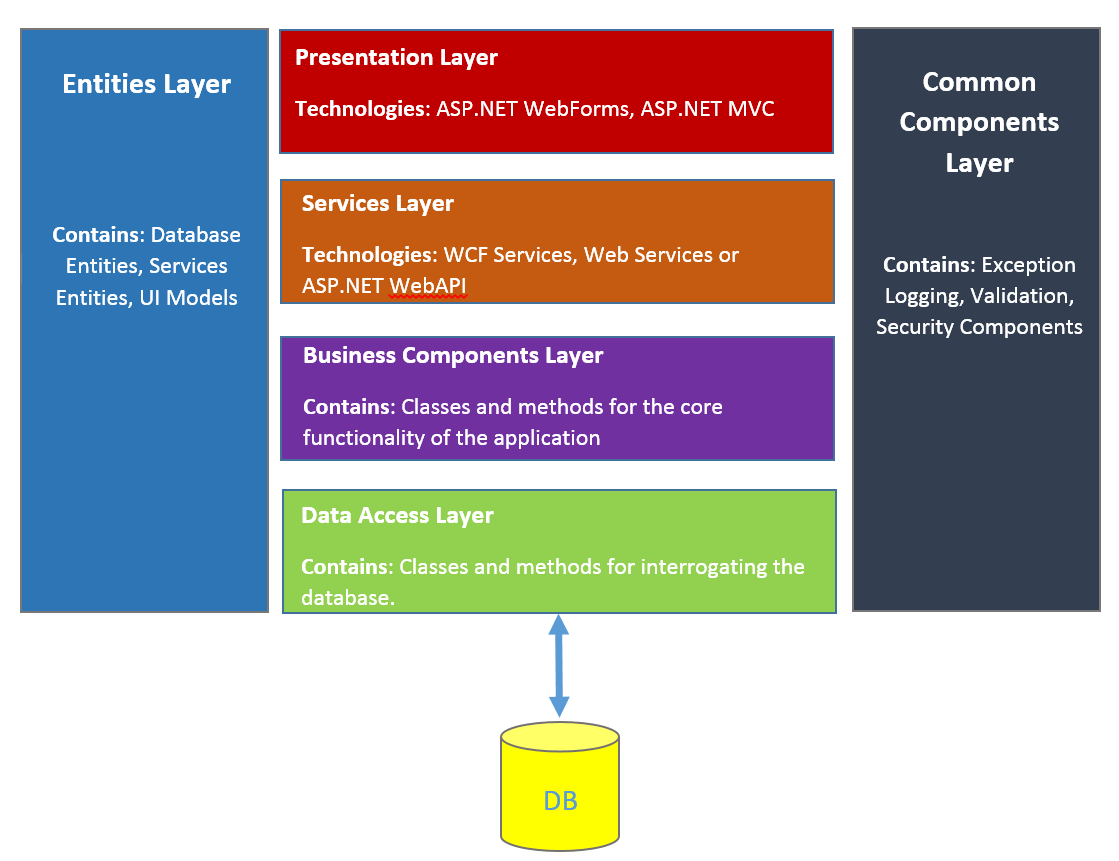 Entities Layer
Contains: Database
Entities, Services
Entities, UI Models
Presentation Layer
Technologies: ASP.NET WebForms, ASP.NET MVC
Services Layer
Technologies: WCF Services, Web Services or
ASP.NET WebAPI
Business Components Layer
Contains: Classes and methods for the core
functionality of the application
Data Access Layer
Contains: Classes and methods for interrogating the
database.
Common
Components
Layer
Contains: Exception
Logging, Validation,
Security Components
DB